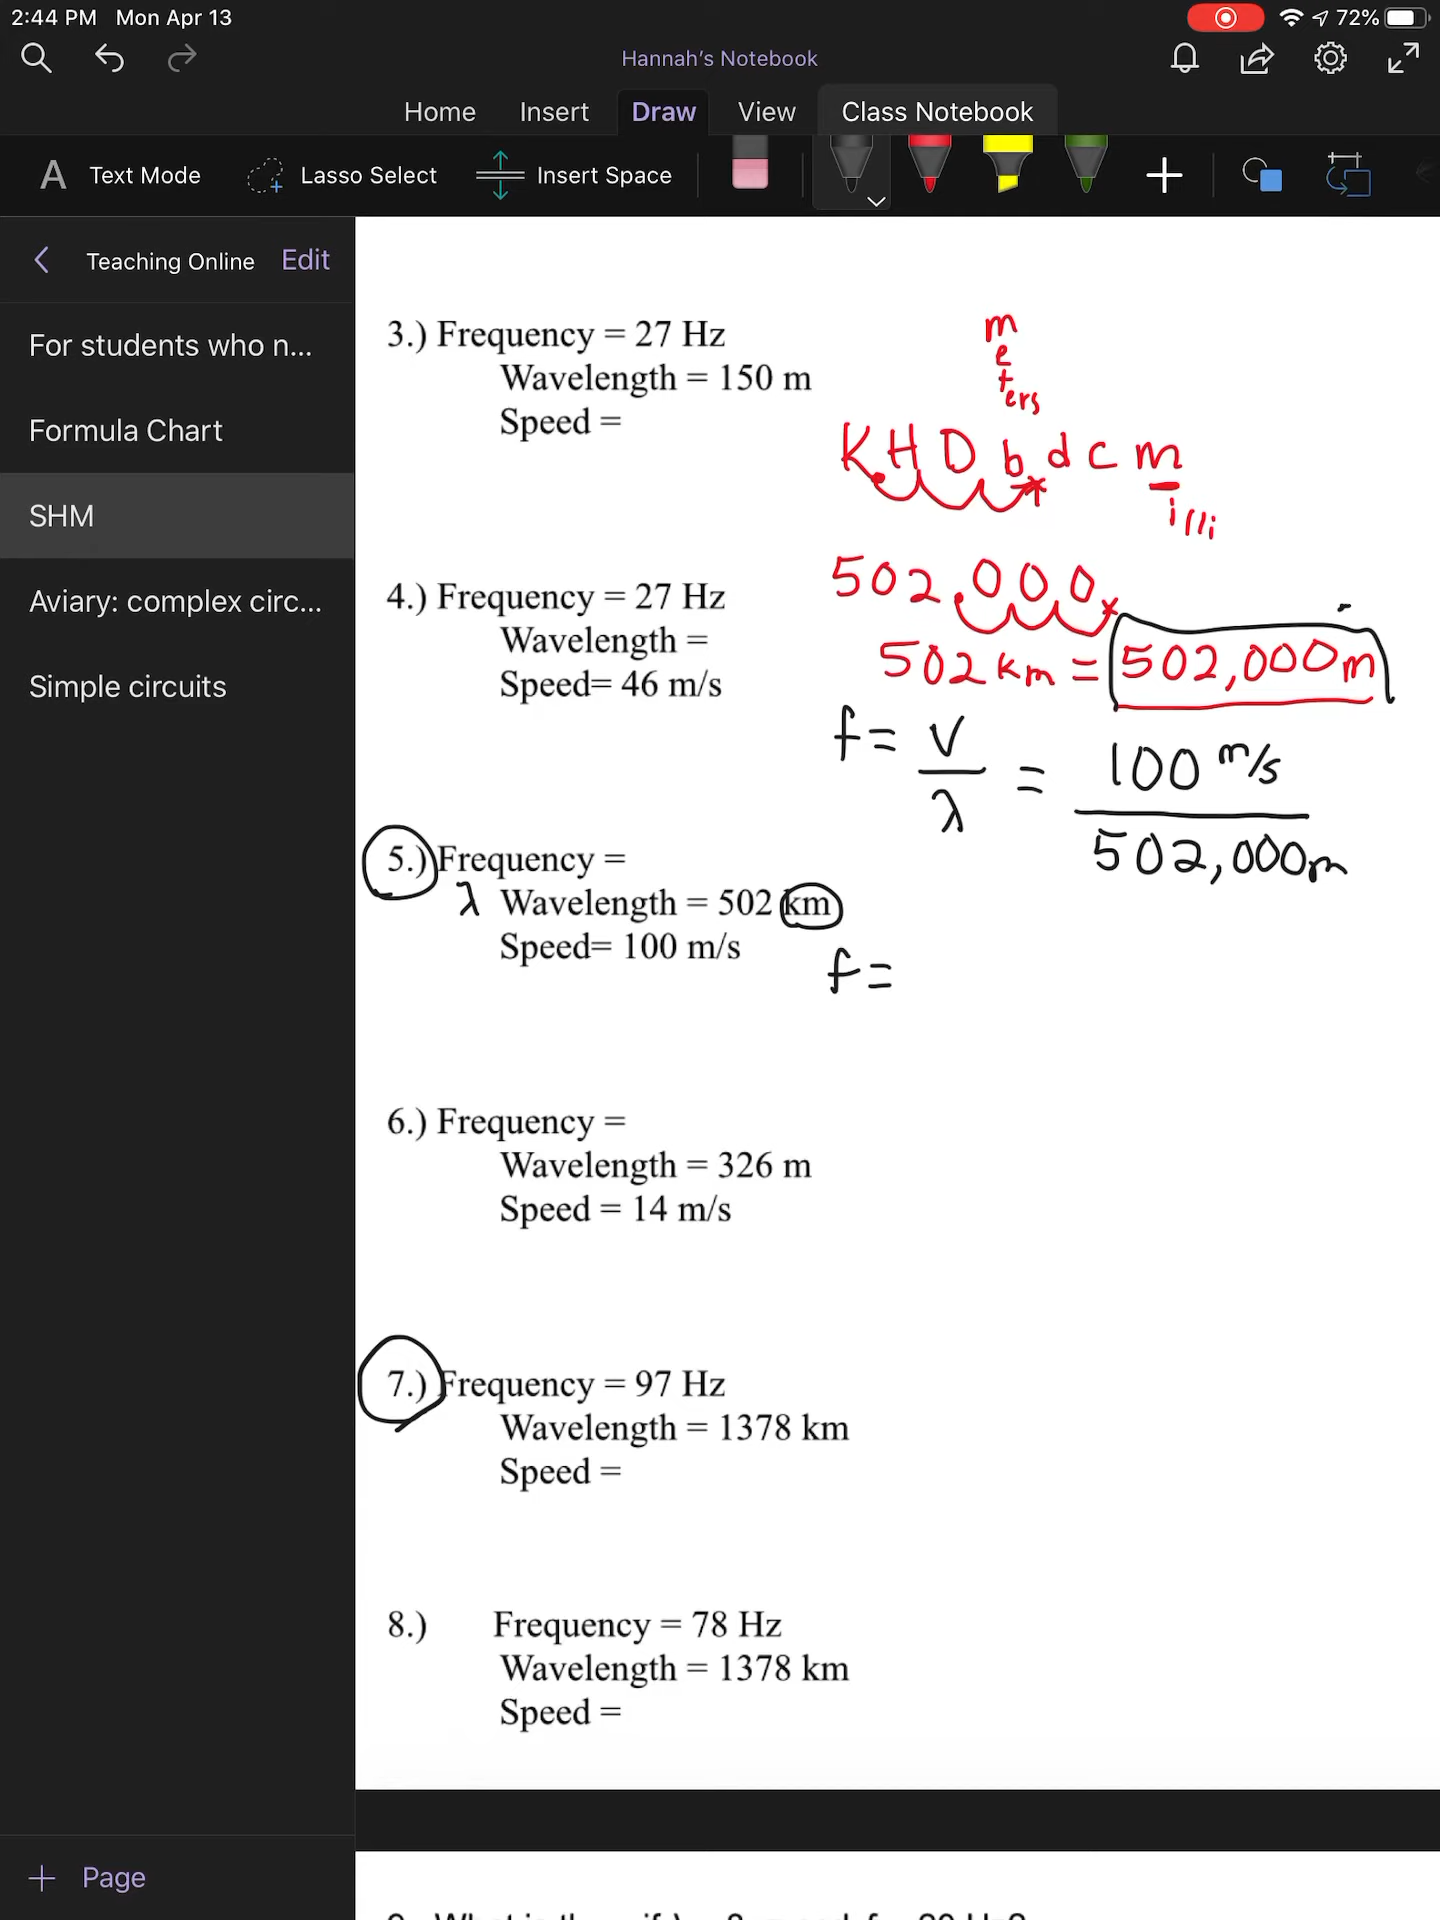 2:44 PM Mon Apr 13
72%
Hannah's Notebook
Home Insert Draw View Class Notebook
A Text Mode Lasso Select Insert Space
Teaching Online Edit
For students who n...
Formula Chart
SHM
Aviary: complex circ...
Simple circuits
Page
3.) Frequency = 27 Hz
Wavelength = 150 m
Speed =
meters
K H D b d c m
illi
502.000
502 km = 502,000m
4.) Frequency = 27 Hz
Wavelength =
Speed= 46 m/s
f = v/λ = 100 m/s / 502,000m
5.) Frequency =
λ Wavelength = 502 km
Speed= 100 m/s
f =
6.) Frequency =
Wavelength = 326 m
Speed = 14 m/s
7.) Frequency = 97 Hz
Wavelength = 1378 km
Speed =
8.) Frequency = 78 Hz
Wavelength = 1378 km
Speed =